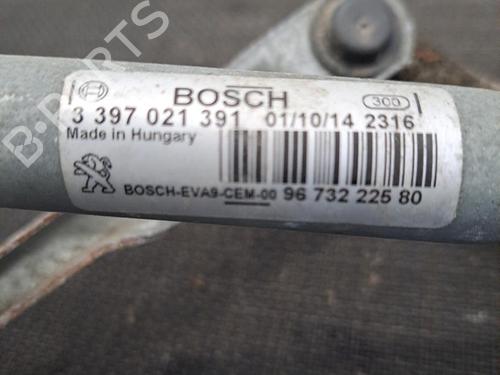 BOSCH
300
3 397 021 391 01/10/14 2316
Made in Hungary
BOSCH-EVA9-CEM-00 96 732 225 80
B-PARTS